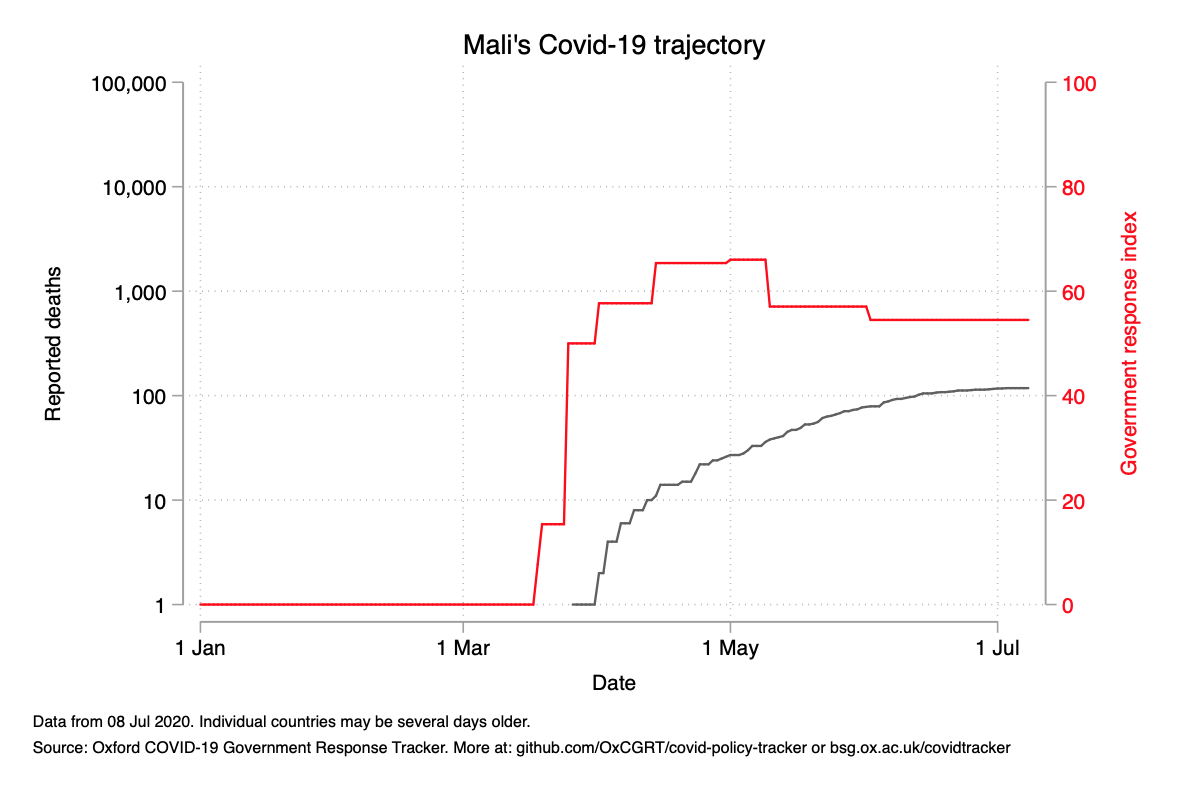 Mali's Covid-19 trajectory
100,000
10,000
1,000
100
10
1
Reported deaths
100
80
60
40
20
0
Government response index
1 Jan
1 Mar
1 May
1 Jul
Date
Data from 08 Jul 2020. Individual countries may be several days older.
Source: Oxford COVID-19 Government Response Tracker. More at: github.com/OxCGRT/covid-policy-tracker or bsg.ox.ac.uk/covidtracker